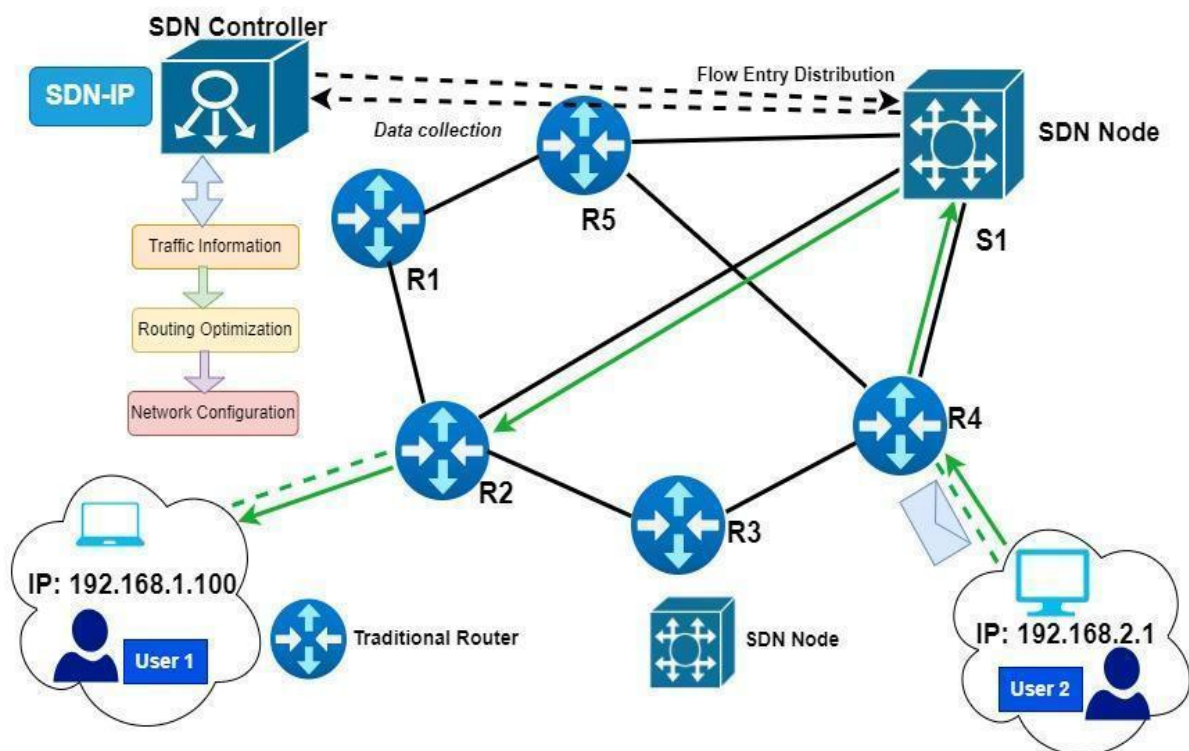 SDN Controller
SDN-IP
Flow Entry Distribution
Data collection
SDN Node
R5
S1
R1
Traffic Information
Routing Optimization
Network Configuration
R4
R2
R3
IP: 192.168.1.100
User 1
Traditional Router
SDN Node
IP: 192.168.2.1
User 2